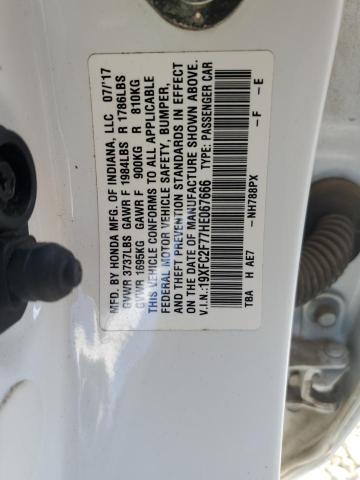 MFD. BY HONDA MFG. OF INDIANA, LLC 07/'17
GVWR 3737LBS GAWR F 1984LBS R 1786LBS
GVWR 1695KG GAWR F 900KG R 810KG
THIS VEHICLE CONFORMS TO ALL APPLICABLE
FEDERAL MOTOR VEHICLE SAFETY, BUMPER,
AND THEFT PREVENTION STANDARDS IN EFFECT
ON THE DATE OF MANUFACTURE SHOWN ABOVE.
V.I.N.:19XFC2F77HE067666 TYPE: PASSENGER CAR
NH788PX F E
TBA H AE7